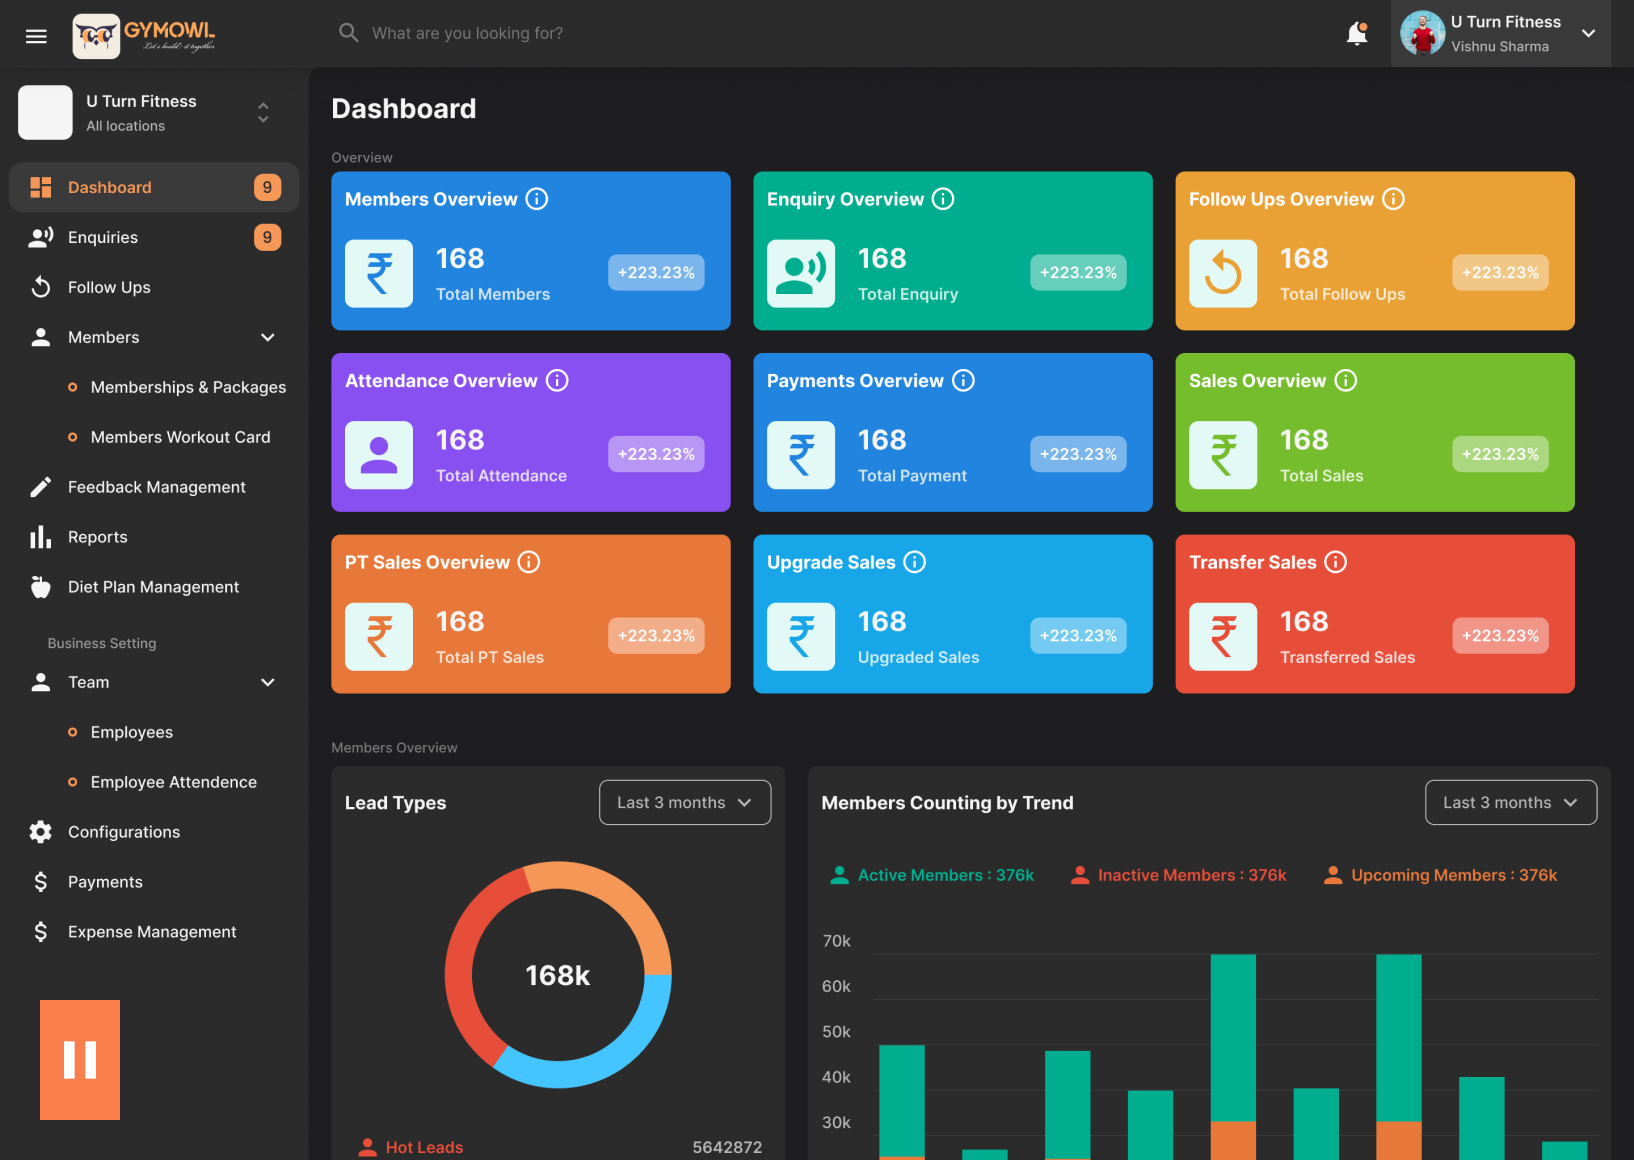 GYMOWL
Let's build it together
What are you looking for?
U Turn Fitness
Vishnu Sharma
U Turn Fitness
All locations
Dashboard 9
Enquiries 9
Follow Ups
Members
Memberships & Packages
Members Workout Card
Feedback Management
Reports
Diet Plan Management
Business Setting
Team
Employees
Employee Attendence
Configurations
Payments
Expense Management
Dashboard
Overview
Members Overview
168
Total Members
+223.23%
Enquiry Overview
168
Total Enquiry
+223.23%
Follow Ups Overview
168
Total Follow Ups
+223.23%
Attendance Overview
168
Total Attendance
+223.23%
Payments Overview
168
Total Payment
+223.23%
Sales Overview
168
Total Sales
+223.23%
PT Sales Overview
168
Total PT Sales
+223.23%
Upgrade Sales
168
Upgraded Sales
+223.23%
Transfer Sales
168
Transferred Sales
+223.23%
Members Overview
Lead Types
Last 3 months
168k
Hot Leads 5642872
Members Counting by Trend
Last 3 months
Active Members : 376k
Inactive Members : 376k
Upcoming Members : 376k
70k
60k
50k
40k
30k